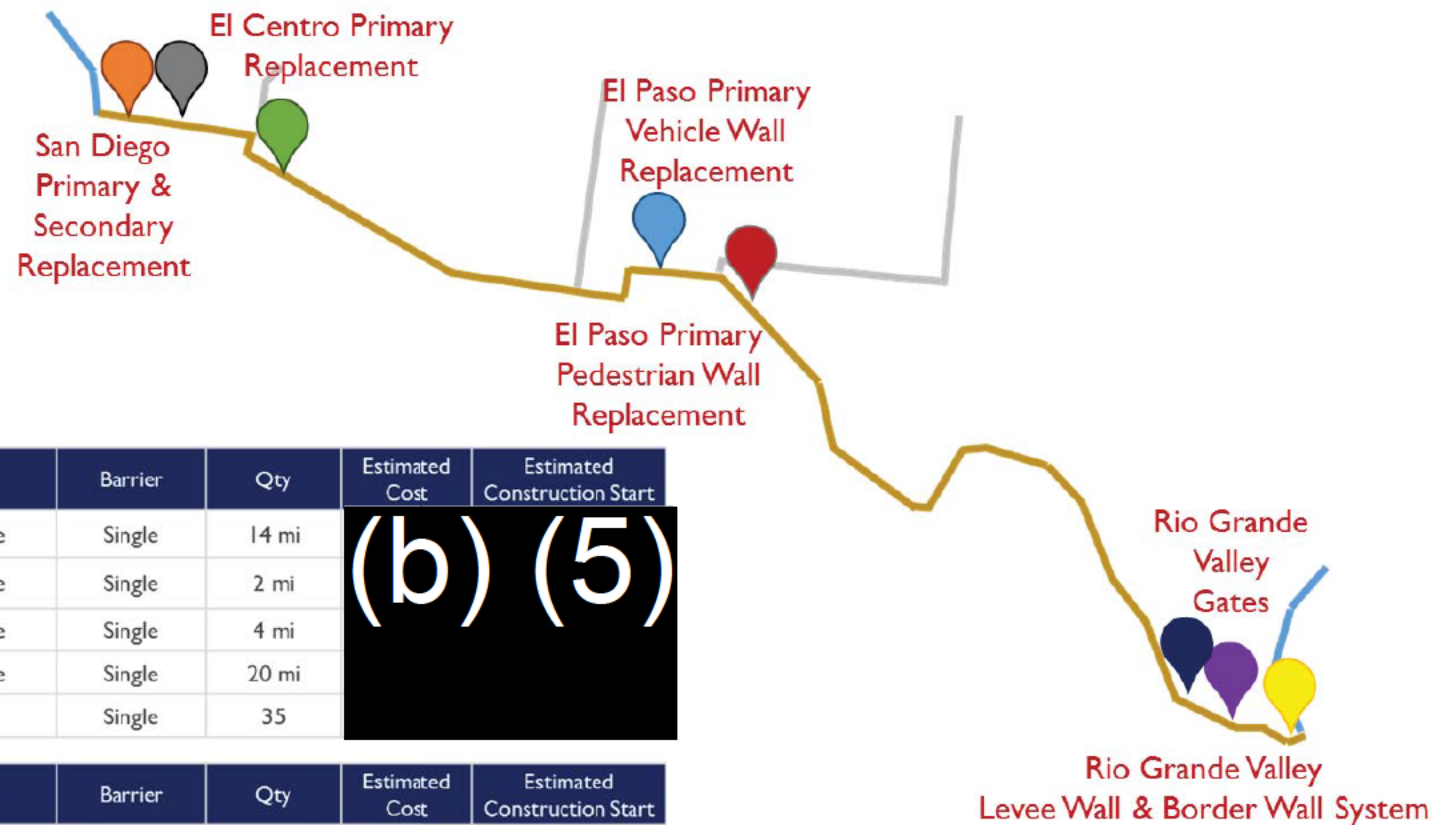 El Centro Primary
Replacement
San Diego
Primary &
Secondary
Replacement
El Paso Primary
Vehicle Wall
Replacement
El Paso Primary
Pedestrian Wall
Replacement
Rio Grande
Valley
Gates
Rio Grande Valley
Levee Wall & Border Wall System
Barrier Qty Estimated Cost Estimated Construction Start
e Single 14 mi (b) (5)
e Single 2 mi
e Single 4 mi
e Single 20 mi
Single 35
Barrier Qty Estimated Cost Estimated Construction Start